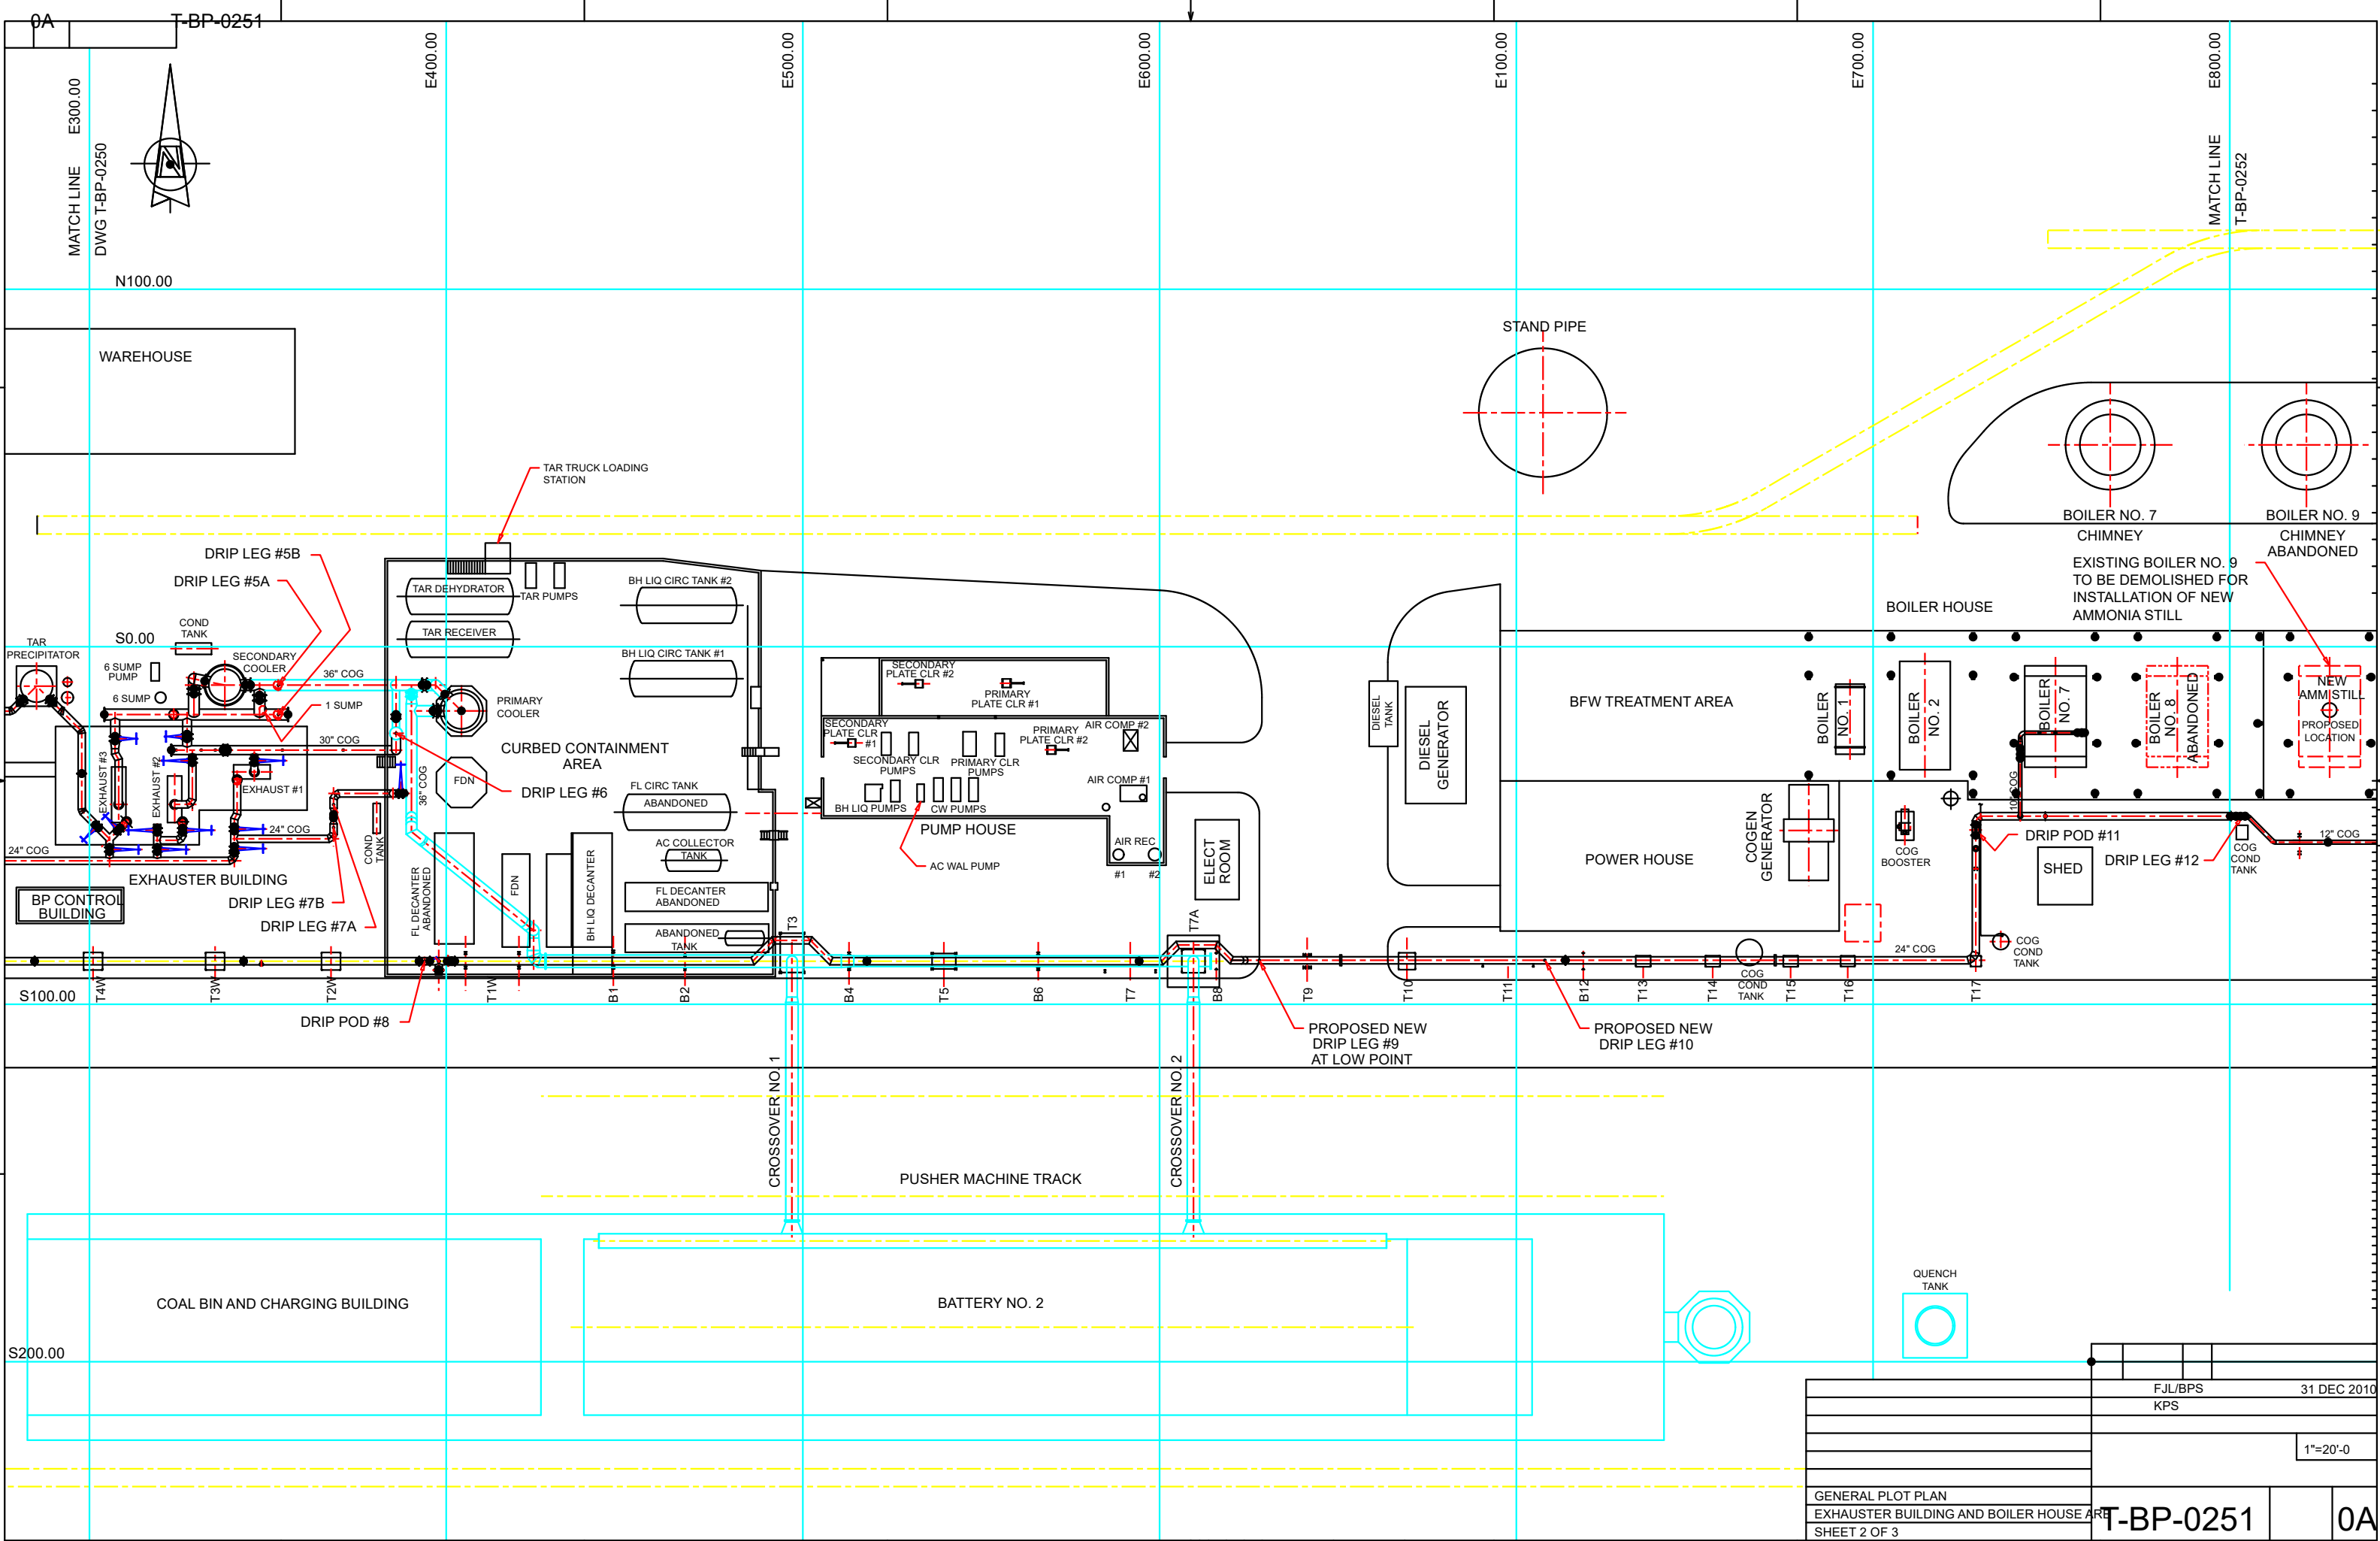 0A
T-BP-0251
E300.00
E400.00
E500.00
E600.00
E100.00
E700.00
E800.00
MATCH LINE
DWG T-BP-0250
N
MATCH LINE
T-BP-0252
N100.00
WAREHOUSE
STAND PIPE
TAR TRUCK LOADING
STATION
BOILER NO. 7
CHIMNEY
BOILER NO. 9
CHIMNEY
ABANDONED
EXISTING BOILER NO. 9
TO BE DEMOLISHED FOR
INSTALLATION OF NEW
AMMONIA STILL
BOILER HOUSE
DRIP LEG #5B
DRIP LEG #5A
TAR DEHYDRATOR
TAR PUMPS
BH LIQ CIRC TANK #2
TAR RECEIVER
BH LIQ CIRC TANK #1
S0.00
COND
TANK
TAR
PRECIPITATOR
6 SUMP
PUMP
6 SUMP
SECONDARY
COOLER
36" COG
1 SUMP
30" COG
PRIMARY
COOLER
CURBED CONTAINMENT
AREA
FDN
36" COG
DRIP LEG #6
EXHAUST #3
EXHAUST #2
EXHAUST #1
24" COG
24" COG
COND
TANK
EXHAUSTER BUILDING
BP CONTROL
BUILDING
DRIP LEG #7B
DRIP LEG #7A
FL CIRC TANK
ABANDONED
AC COLLECTOR
TANK
FL DECANTER
ABANDONED
ABANDONED
TANK
FL DECANTER
ABANDONED
FDN
BH LIQ DECANTER
SECONDARY
PLATE CLR #2
PRIMARY
PLATE CLR #1
SECONDARY
PLATE CLR
#1
PRIMARY
PLATE CLR #2
AIR COMP #2
SECONDARY CLR
PUMPS
PRIMARY CLR
PUMPS
AIR COMP #1
BH LIQ PUMPS
CW PUMPS
PUMP HOUSE
AC WAL PUMP
AIR REC
#1
#2
ELECT
ROOM
DIESEL
TANK
DIESEL
GENERATOR
BFW TREATMENT AREA
BOILER
NO. 1
BOILER
NO. 2
BOILER
NO. 7
BOILER
NO. 8
ABANDONED
NEW
AMM STILL
PROPOSED
LOCATION
POWER HOUSE
COGEN
GENERATOR
COG
BOOSTER
10" COG
DRIP POD #11
SHED
DRIP LEG #12
COG
COND
TANK
12" COG
24" COG
COG
COND
TANK
COG
COND
TANK
S100.00
T4W
T3W
T2W
T1W
B1
B2
T3
B4
T5
B6
T7
T7A
B8
T9
T10
T11
B12
T13
T14
T15
T16
T17
DRIP POD #8
PROPOSED NEW
DRIP LEG #9
AT LOW POINT
PROPOSED NEW
DRIP LEG #10
CROSSOVER NO. 1
CROSSOVER NO. 2
PUSHER MACHINE TRACK
COAL BIN AND CHARGING BUILDING
BATTERY NO. 2
QUENCH
TANK
S200.00
FJL/BPS
31 DEC 2010
KPS
1"=20'-0
GENERAL PLOT PLAN
EXHAUSTER BUILDING AND BOILER HOUSE ARE
SHEET 2 OF 3
T-BP-0251
0A